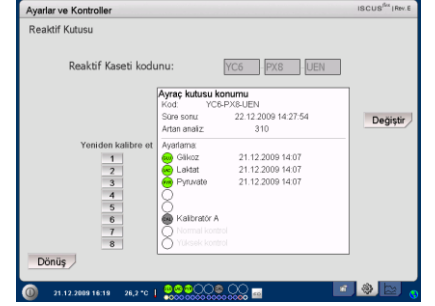 Ayarlar ve Kontroller
ISCUS Flex | Rev. E
Reaktif Kutusu
Reaktif Kaseti kodunu: YC6 PX8 UEN
Ayraç kutusu konumu
Kod: YC6-PX8-UEN
Süre sonu: 22.12.2009 14:27:54
Artan analiz: 310
Değiştir
Yeniden kalibre et
Ayarlama:
1 Glikoz 21.12.2009 14:07
2 Laktat 21.12.2009 14:07
3 Pyruvate 21.12.2009 14:07
4
5
6 Kalibratör A
7 Normal kontrol
8 Yüksek kontrol
Dönüş
21.12.2009 16:19 26,2 °C